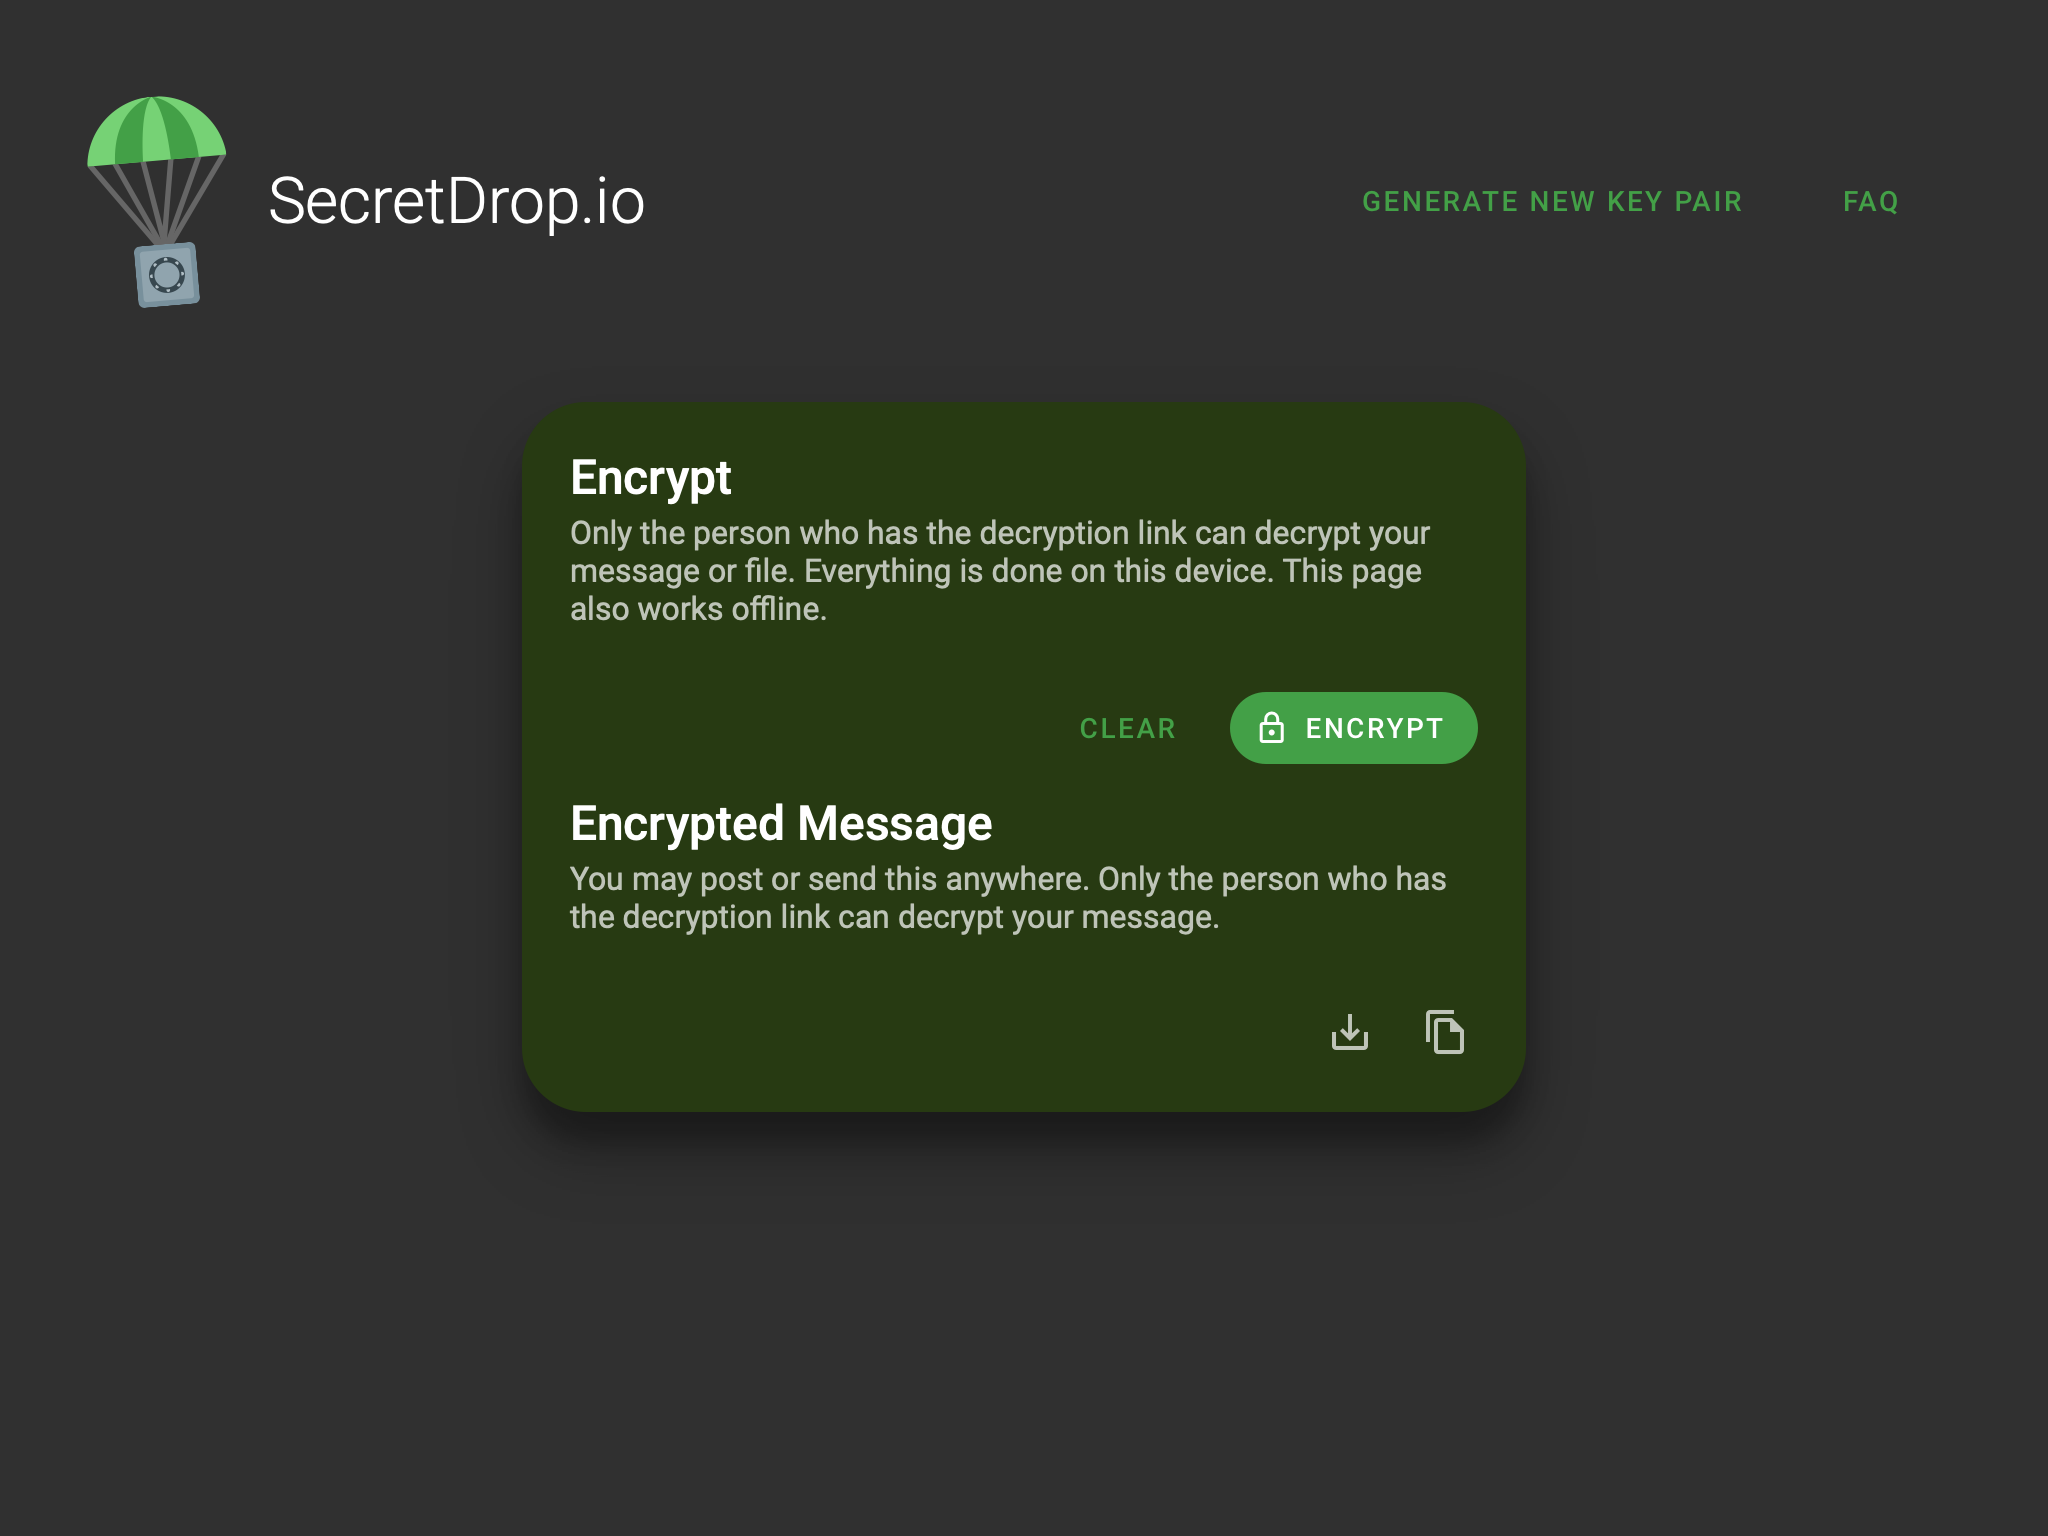 SecretDrop.io
GENERATE NEW KEY PAIR
FAQ
Encrypt
Only the person who has the decryption link can decrypt your
message or file. Everything is done on this device. This page
also works offline.
CLEAR
ENCRYPT
Encrypted Message
You may post or send this anywhere. Only the person who has
the decryption link can decrypt your message.